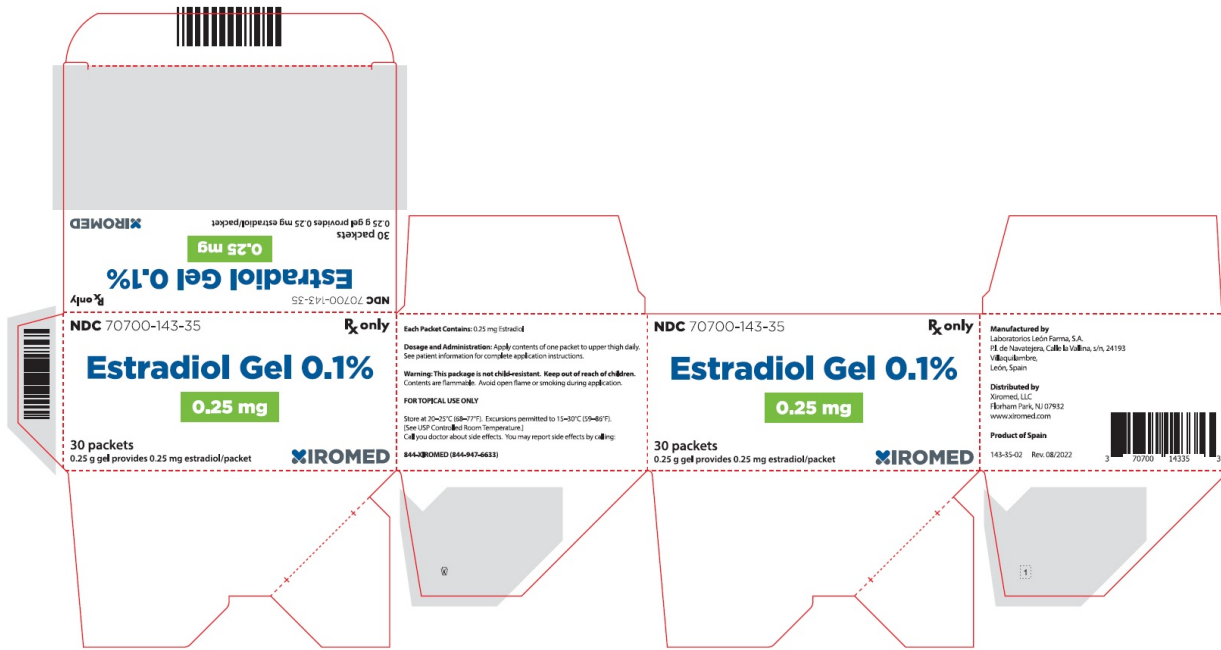 XIROMED
0.25 g gel provides 0.25 mg estradiol/packet
30 packets
0.25 mg
Estradiol Gel 0.1%
Rx only
NDC 70700-143-35
NDC 70700-143-35
Rx only
Estradiol Gel 0.1%
0.25 mg
30 packets
0.25 g gel provides 0.25 mg estradiol/packet
XIROMED
Each Packet Contains: 0.25 mg Estradiol
Dosage and Administration: Apply contents of one packet to upper thigh daily.
See patient information for complete application instructions.
Warning: This package is not child-resistant. Keep out of reach of children.
Contents are flammable. Avoid open flame or smoking during application.
FOR TOPICAL USE ONLY
Store at 20-25°C (68-77°F). Excursions permitted to 15-30°C (59-86°F).
[See USP Controlled Room Temperature.]
Call you doctor about side effects. You may report side effects by calling:
844-XIROMED (844-947-6633)
NDC 70700-143-35
Rx only
Estradiol Gel 0.1%
0.25 mg
30 packets
0.25 g gel provides 0.25 mg estradiol/packet
XIROMED
Manufactured by
Laboratorios León Farma, S.A.
P.I. de Navatejera, Calle la Vallina, s/n, 24193
Villaquilambre,
León, Spain
Distributed by
Xiromed, LLC
Florham Park, NJ 07932
www.xiromed.com
Product of Spain
143-35-02 Rev. 08/2022
3 70700 14335 3
1